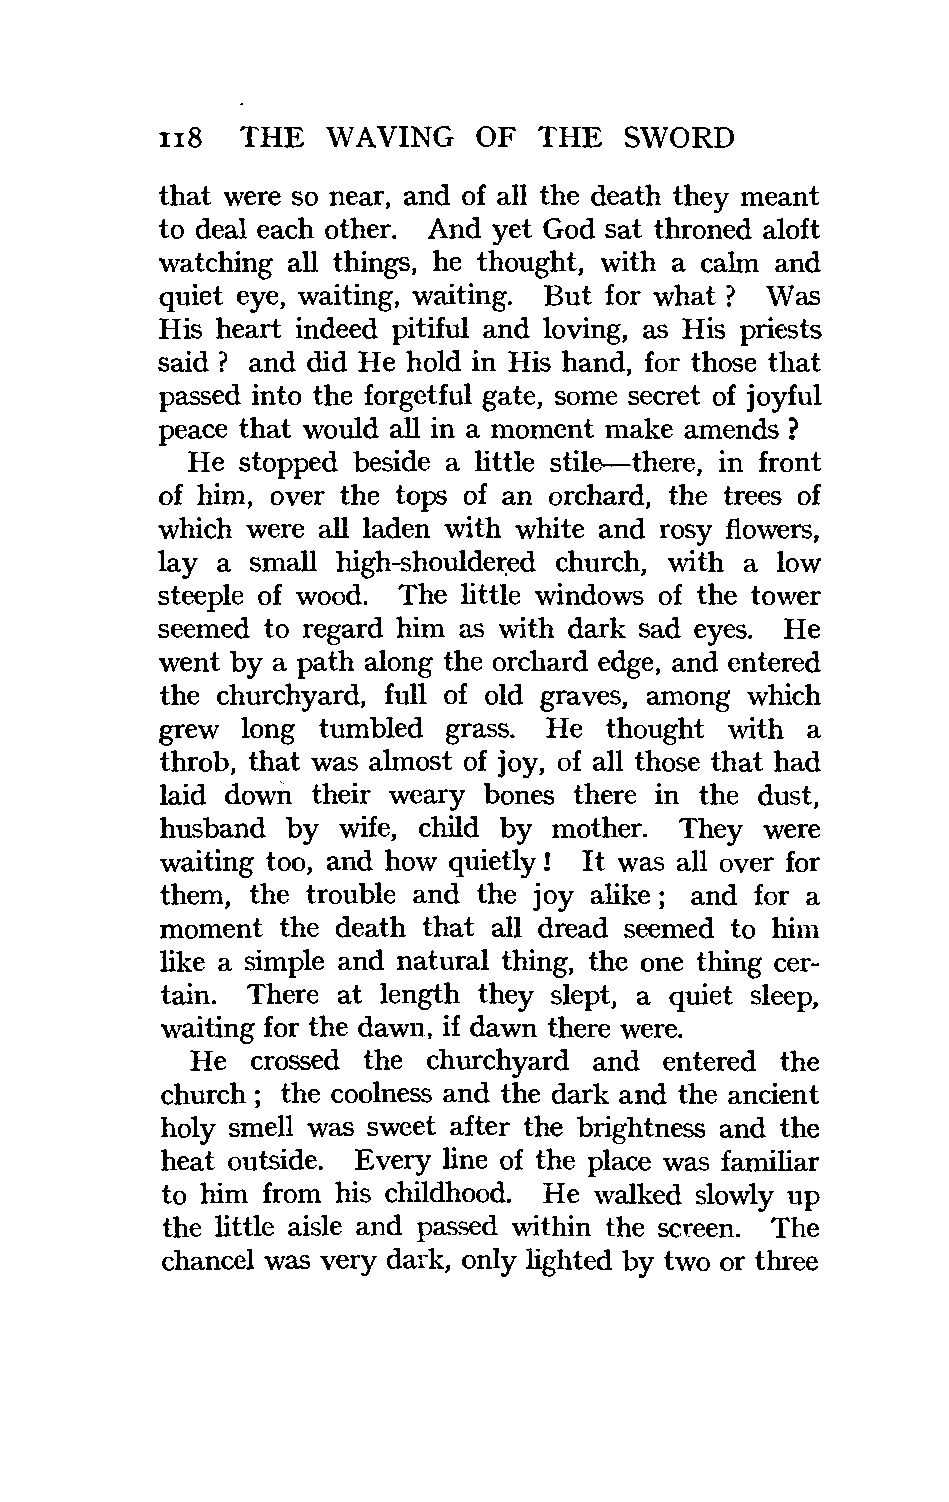 118 THE WAVING OF THE SWORD
that were so near, and of all the death they meant
to deal each other. And yet God sat throned aloft
watching all things, he thought, with a calm and
quiet eye, waiting, waiting. But for what ? Was
His heart indeed pitiful and loving, as His priests
said ? and did He hold in His hand, for those that
passed into the forgetful gate, some secret of joyful
peace that would all in a moment make amends ?
He stopped beside a little stile—there, in front
of him, over the tops of an orchard, the trees of
which were all laden with white and rosy flowers,
lay a small high-shouldered church, with a low
steeple of wood. The little windows of the tower
seemed to regard him as with dark sad eyes. He
went by a path along the orchard edge, and entered
the churchyard, full of old graves, among which
grew long tumbled grass. He thought with a
throb, that was almost of joy, of all those that had
laid down their weary bones there in the dust,
husband by wife, child by mother. They were
waiting too, and how quietly ! It was all over for
them, the trouble and the joy alike ; and for a
moment the death that all dread seemed to him
like a simple and natural thing, the one thing cer-
tain. There at length they slept, a quiet sleep,
waiting for the dawn, if dawn there were.
He crossed the churchyard and entered the
church ; the coolness and the dark and the ancient
holy smell was sweet after the brightness and the
heat outside. Every line of the place was familiar
to him from his childhood. He walked slowly up
the little aisle and passed within the screen. The
chancel was very dark, only lighted by two or three